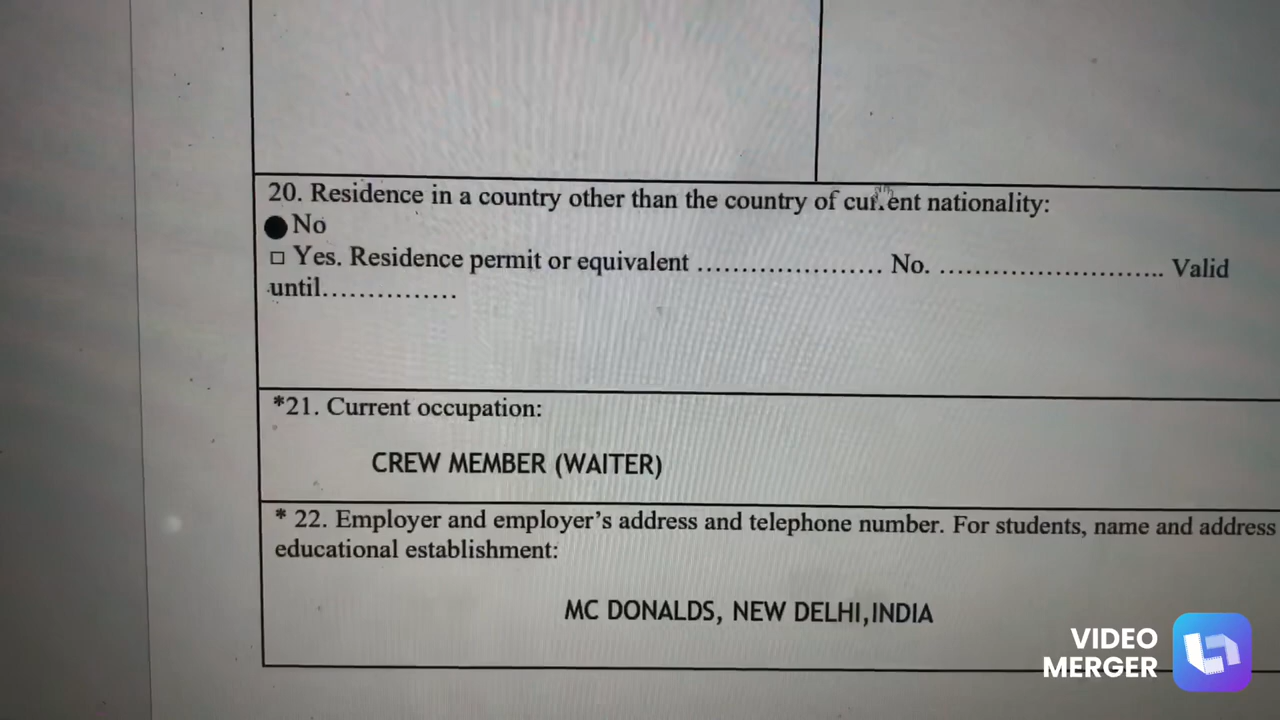 20. Residence in a country other than the country of current nationality:
No
□ Yes. Residence permit or equivalent ..................... No. .......................... Valid
until...............
*21. Current occupation:
CREW MEMBER (WAITER)
* 22. Employer and employer's address and telephone number. For students, name and address
educational establishment:
MC DONALDS, NEW DELHI,INDIA
VIDEO
MERGER